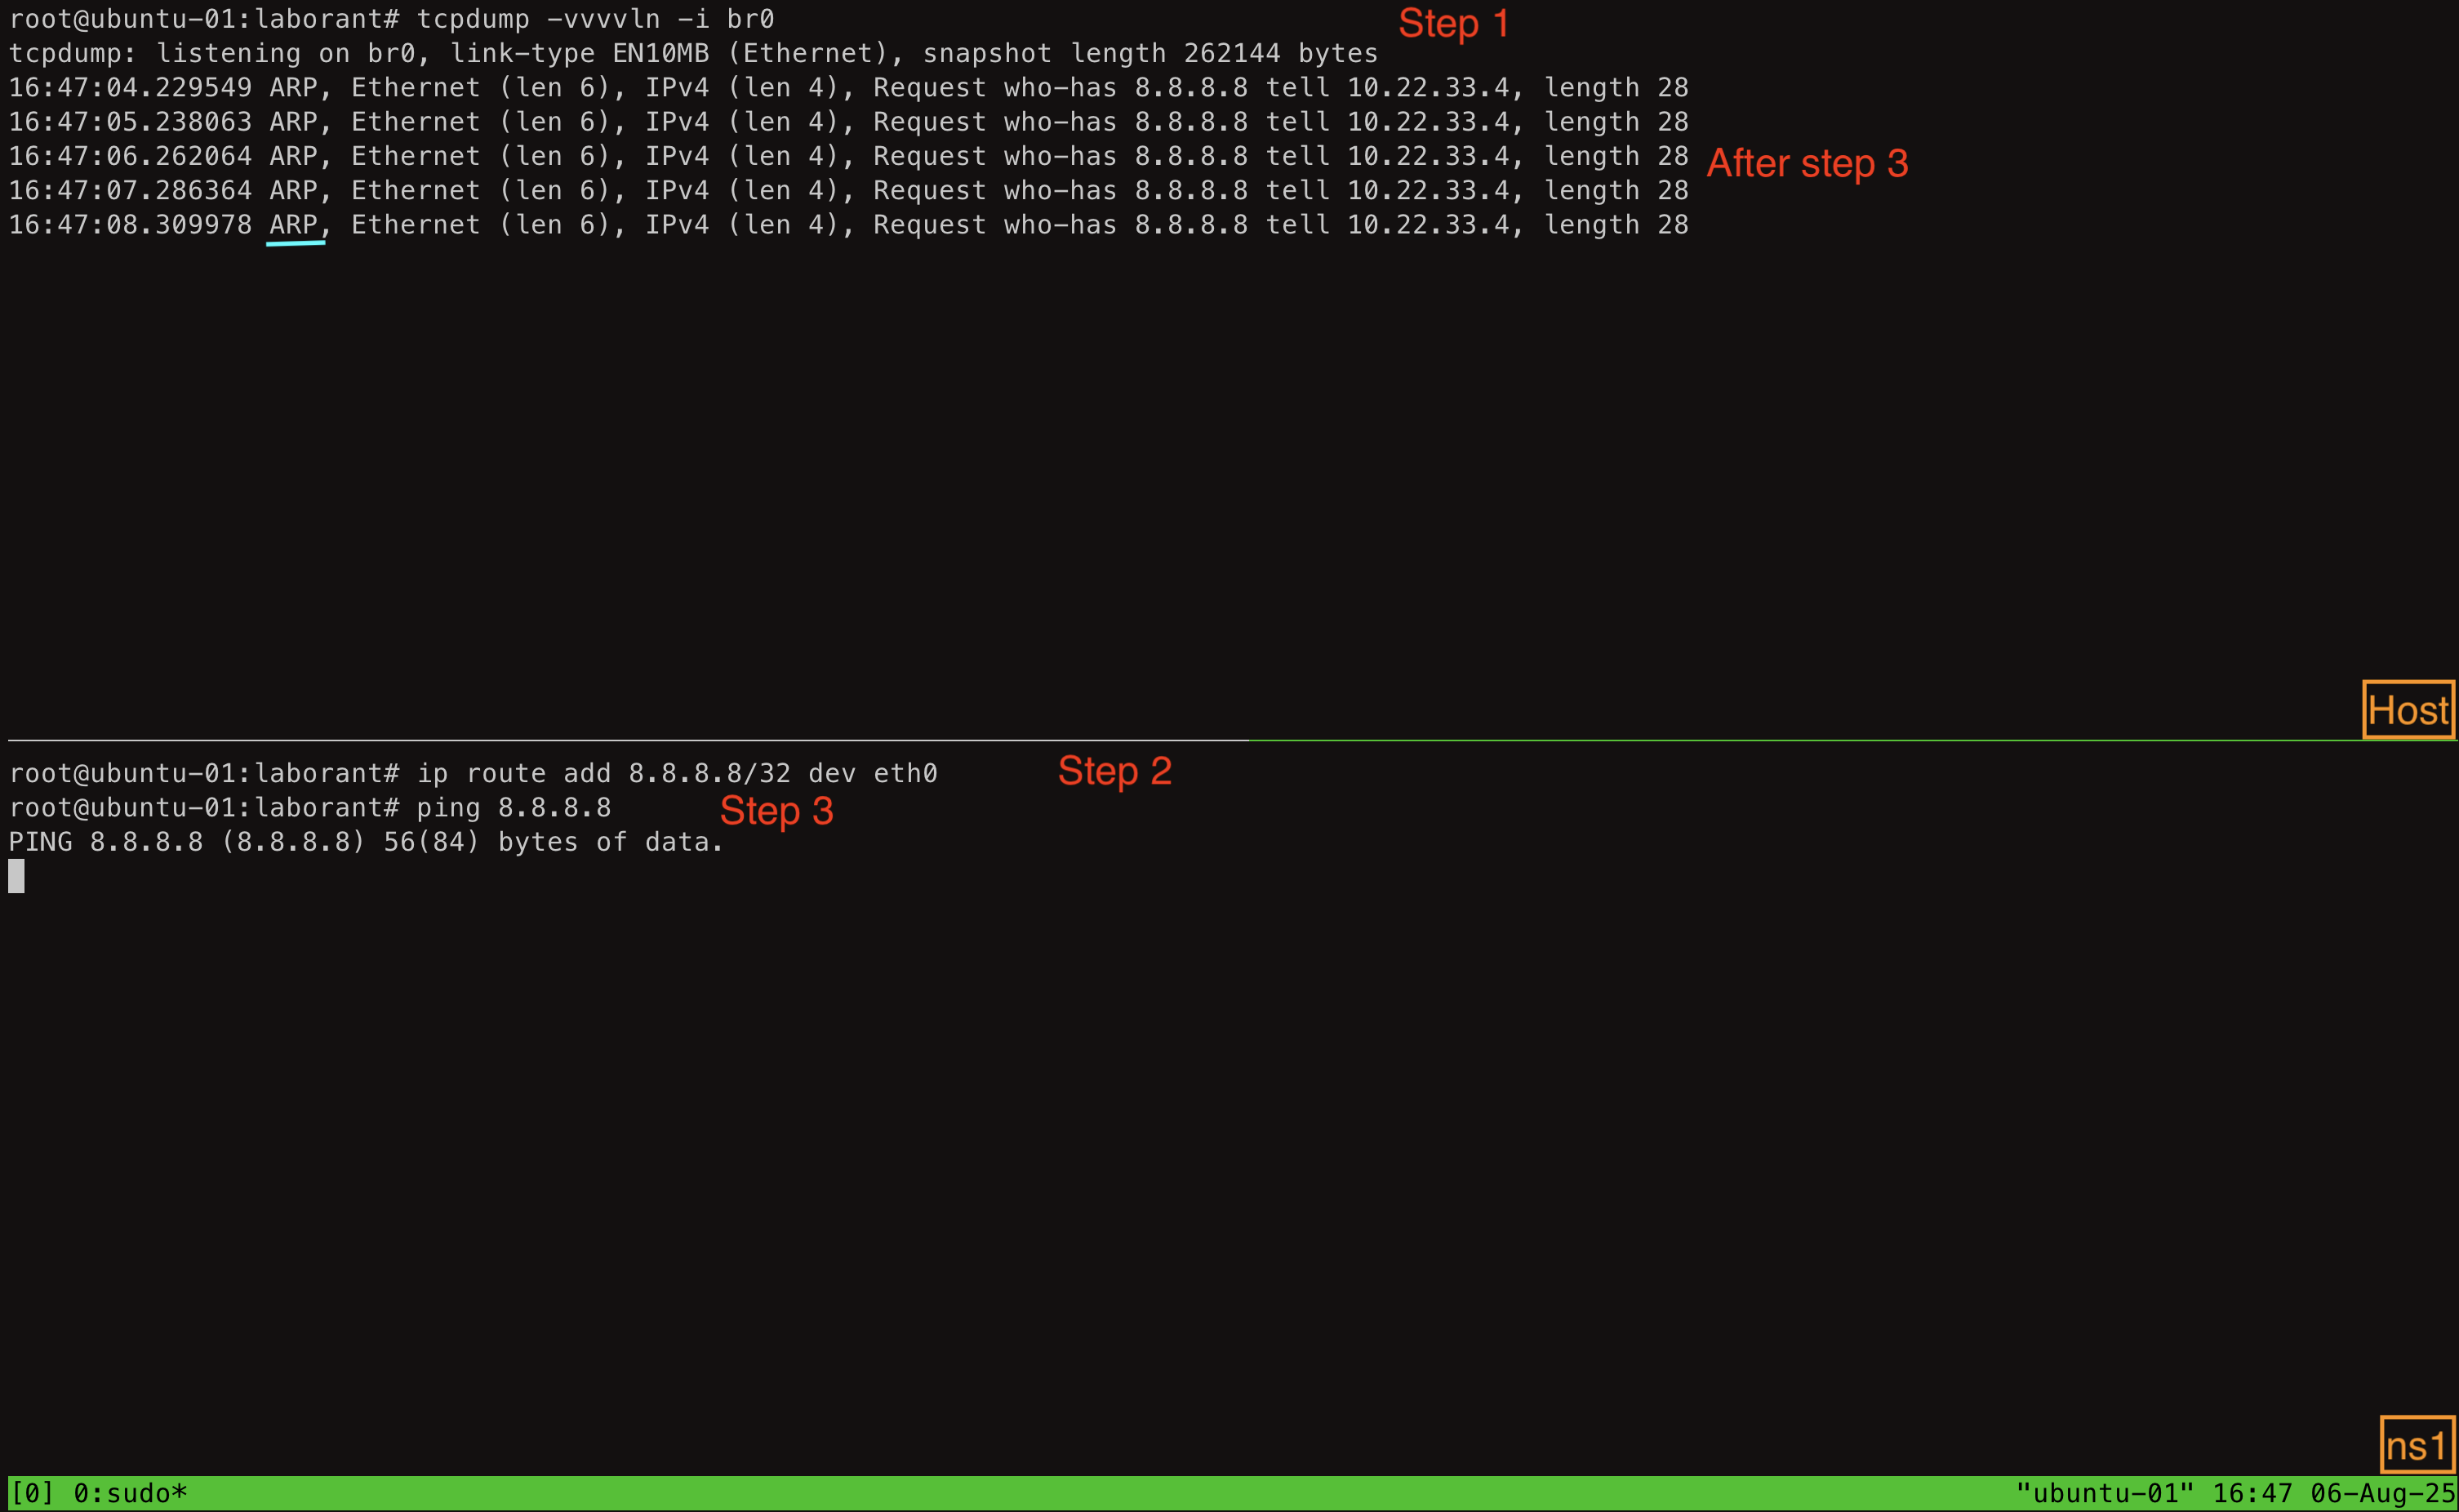 root@ubuntu-01:laborant# tcpdump -vvvvln -i br0 Step 1
tcpdump: listening on br0, link-type EN10MB (Ethernet), snapshot length 262144 bytes
16:47:04.229549 ARP, Ethernet (len 6), IPv4 (len 4), Request who-has 8.8.8.8 tell 10.22.33.4, length 28
16:47:05.238063 ARP, Ethernet (len 6), IPv4 (len 4), Request who-has 8.8.8.8 tell 10.22.33.4, length 28
16:47:06.262064 ARP, Ethernet (len 6), IPv4 (len 4), Request who-has 8.8.8.8 tell 10.22.33.4, length 28 After step 3
16:47:07.286364 ARP, Ethernet (len 6), IPv4 (len 4), Request who-has 8.8.8.8 tell 10.22.33.4, length 28
16:47:08.309978 ARP, Ethernet (len 6), IPv4 (len 4), Request who-has 8.8.8.8 tell 10.22.33.4, length 28
Host
root@ubuntu-01:laborant# ip route add 8.8.8.8/32 dev eth0 Step 2
root@ubuntu-01:laborant# ping 8.8.8.8 Step 3
PING 8.8.8.8 (8.8.8.8) 56(84) bytes of data.
ns1
[0] 0:sudo* "ubuntu-01" 16:47 06-Aug-25